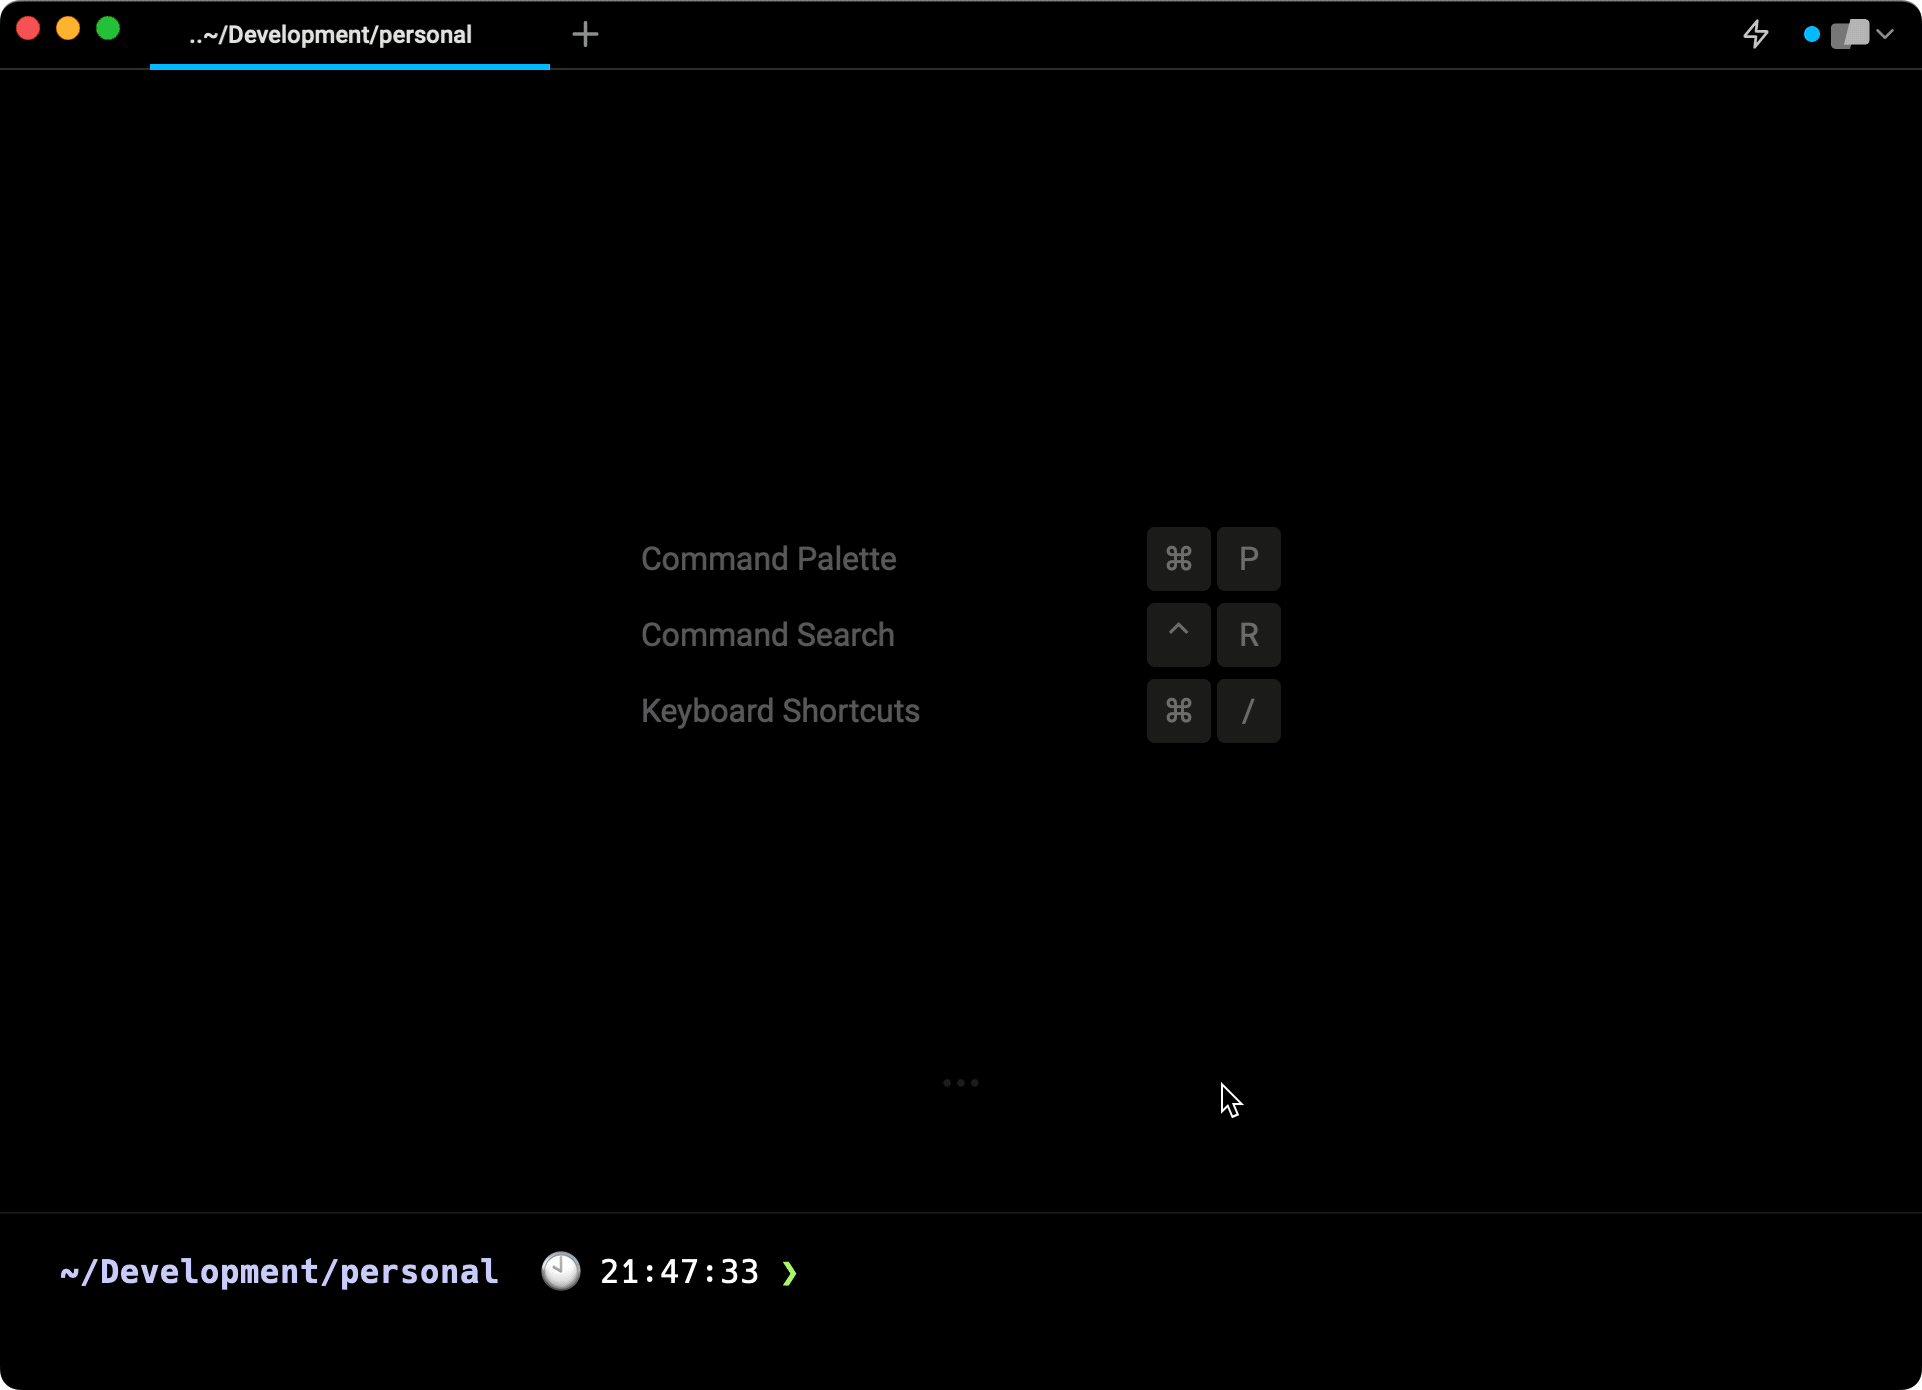 ..~/Development/personal
Command Palette ⌘ P
Command Search ^ R
Keyboard Shortcuts ⌘ /
~/Development/personal 🕙 21:47:33 ❯